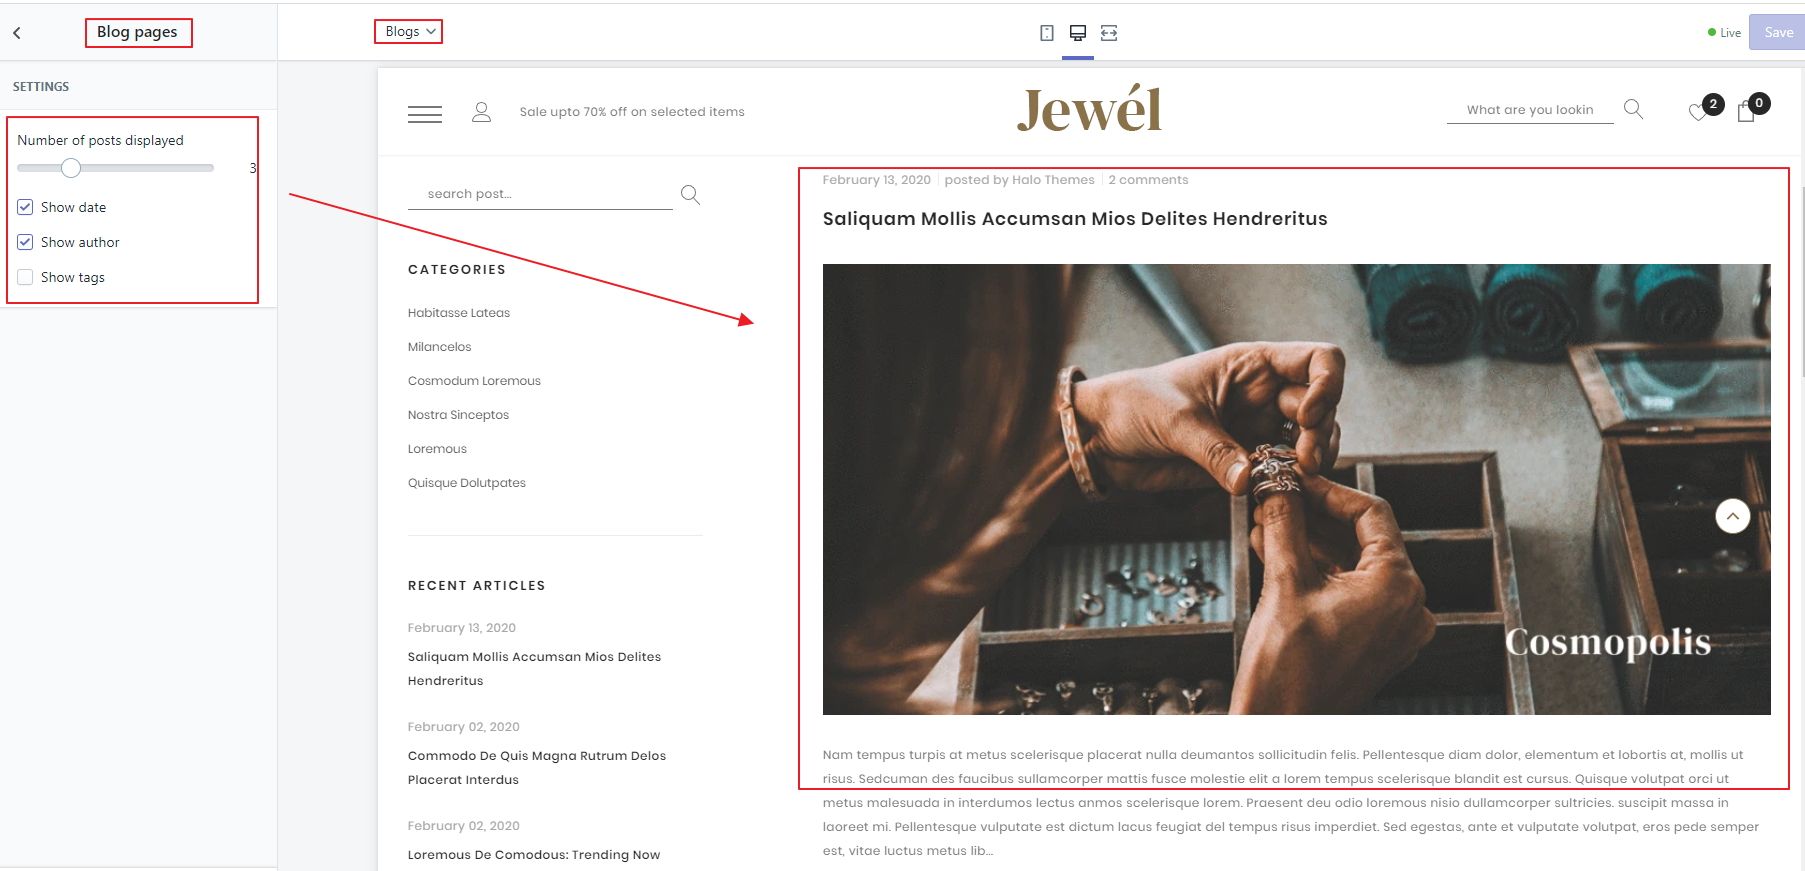 Blog pages
Blogs
Live
Save
SETTINGS
Number of posts displayed
3
Show date
Show author
Show tags
Sale upto 70% off on selected items
Jewél
What are you lookin
2
0
search post...
CATEGORIES
Habitasse Lateas
Milancelos
Cosmodum Loremous
Nostra Sinceptos
Loremous
Quisque Dolutpates
RECENT ARTICLES
February 13, 2020
Saliquam Mollis Accumsan Mios Delites
Hendreritus
February 02, 2020
Commodo De Quis Magna Rutrum Delos
Placerat Interdus
February 02, 2020
Loremous De Comodous: Trending Now
February 13, 2020 posted by Halo Themes 2 comments
Saliquam Mollis Accumsan Mios Delites Hendreritus
Cosmopolis
Nam tempus turpis at metus scelerisque placerat nulla deumantos sollicitudin felis. Pellentesque diam dolor, elementum et lobortis at, mollis ut
risus. Sedcuman des faucibus sullamcorper mattis fusce molestie elit a lorem tempus scelerisque blandit est cursus. Quisque volutpat orci ut
metus malesuada in interdumos lectus anmos scelerisque lorem. Praesent deu odio loremous nisio dullamcorper sultricies. suscipit massa in
laoreet mi. Pellentesque vulputate est dictum lacus feugiat del tempus risus imperdiet. Sed egestas, ante et vulputate volutpat, eros pede semper
est, vitae luctus metus lib...